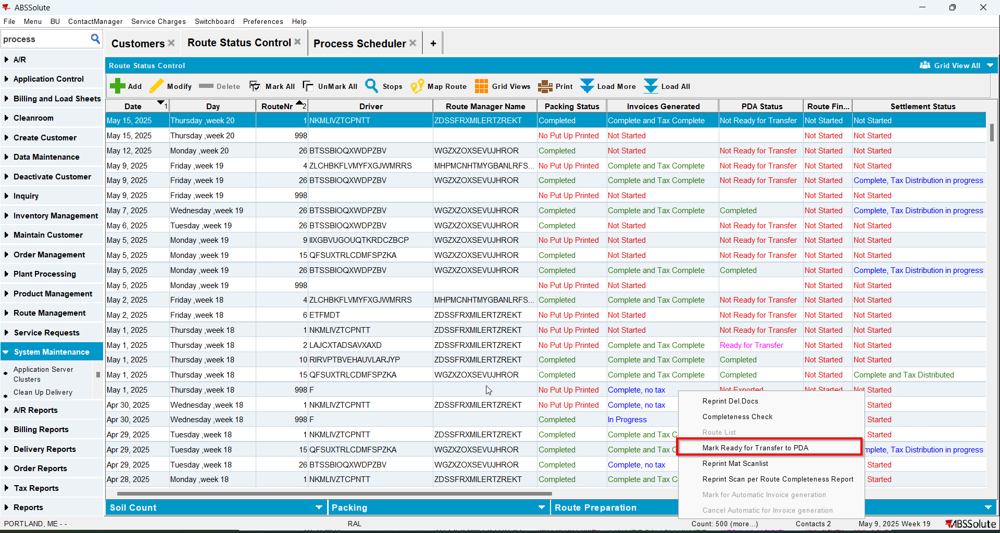 ABSSolute
File Menu BU ContactManager Service Charges Switchboard Preferences Help
process
Customers Route Status Control Process Scheduler +
A/R
Application Control
Billing and Load Sheets
Cleanroom
Create Customer
Data Maintenance
Deactivate Customer
Inquiry
Inventory Management
Maintain Customer
Order Management
Plant Processing
Product Management
Route Management
Service Requests
System Maintenance
Application Server
Clusters
Clean Up Delivery
A/R Reports
Billing Reports
Delivery Reports
Order Reports
Tax Reports
Reports
Route Status Control Grid View All
Add Modify Delete Mark All UnMark All Stops Map Route Grid Views Print Load More Load All
Date 1 Day RouteNr 2 Driver Route Manager Name Packing Status Invoices Generated PDA Status Route Fin... Settlement Status
May 15, 2025 Thursday ,week 20 1 NKMLIVZTCPNTT ZDSSFRXMILERTZREKT Completed Complete and Tax Complete Not Ready for Transfer Not Started Not Started
May 15, 2025 Thursday ,week 20 998 No Put Up Printed Not Started Not Started Not Started
May 12, 2025 Monday ,week 20 26 BTSSBIOQXWDPZBV WGZXZOXSEVUJHROR Completed Not Started Not Ready for Transfer Not Started Not Started
May 9, 2025 Friday ,week 19 4 ZLCHBKFLVMYFXGJWMRRS MHPMCNHTMYGBANLRFS... No Put Up Printed Complete and Tax Complete Not Ready for Transfer Not Started Not Started
May 9, 2025 Friday ,week 19 26 BTSSBIOQXWDPZBV WGZXZOXSEVUJHROR Completed Complete and Tax Complete Not Ready for Transfer Not Started Complete, Tax Distribution in progress
May 9, 2025 Friday ,week 19 998 No Put Up Printed Not Started Not Started Not Started
May 7, 2025 Wednesday ,week 19 26 BTSSBIOQXWDPZBV WGZXZOXSEVUJHROR Completed Complete and Tax Complete Completed Not Started Complete, Tax Distribution in progress
May 6, 2025 Tuesday ,week 19 26 BTSSBIOQXWDPZBV WGZXZOXSEVUJHROR Completed Not Started Not Ready for Transfer Not Started Not Started
May 5, 2025 Monday ,week 19 9 IIXGBVUGOUQTKRDCZBCP WGZXZOXSEVUJHROR No Put Up Printed Not Started Not Ready for Transfer Not Started Not Started
May 5, 2025 Monday ,week 19 15 QFSUXTRLCDMFSPZKA WGZXZOXSEVUJHROR Completed Not Started Not Ready for Transfer Not Started Not Started
May 5, 2025 Monday ,week 19 26 BTSSBIOQXWDPZBV WGZXZOXSEVUJHROR Completed Complete and Tax Complete Completed Not Started Complete, Tax Distribution in progress
May 5, 2025 Monday ,week 19 998 No Put Up Printed Not Started Not Started Not Started
May 2, 2025 Friday ,week 18 4 ZLCHBKFLVMYFXGJWMRRS MHPMCNHTMYGBANLRFS... Completed Complete and Tax Complete Not Ready for Transfer Not Started Not Started
May 2, 2025 Friday ,week 18 6 ETFMDT ZDSSFRXMILERTZREKT No Put Up Printed Not Started Not Ready for Transfer Not Started Not Started
May 1, 2025 Thursday ,week 18 1 NKMLIVZTCPNTT ZDSSFRXMILERTZREKT No Put Up Printed Not Started Not Ready for Transfer Not Started Not Started
May 1, 2025 Thursday ,week 18 2 LAJCXTADSAVXAXD ZDSSFRXMILERTZREKT No Put Up Printed Complete and Tax Complete Ready for Transfer Not Started Not Started
May 1, 2025 Thursday ,week 18 10 RIRVPTBVEHAUVLARJYP ZDSSFRXMILERTZREKT Completed Complete and Tax Complete Completed Not Started Not Started
May 1, 2025 Thursday ,week 18 15 QFSUXTRLCDMFSPZKA WGZXZOXSEVUJHROR Completed Complete and Tax Complete Completed Not Started Complete and Tax Distributed
May 1, 2025 Thursday ,week 18 998 F No Put Up Printed Complete, no tax Not Exported Not Started Not Started
Apr 30, 2025 Wednesday ,week 18 1 NKMLIVZTCPNTT ZDSSFRXMILERTZREKT No Put Up Printed Complete, no tax Started
Apr 30, 2025 Wednesday ,week 18 998 F Completed In Progress Started
Apr 29, 2025 Tuesday ,week 18 1 NKMLIVZTCPNTT ZDSSFRXMILERTZREKT Completed Complete and Tax C Started
Apr 29, 2025 Tuesday ,week 18 15 QFSUXTRLCDMFSPZKA WGZXZOXSEVUJHROR Completed Complete and Tax C mplete, Tax Distribution in progress
Apr 29, 2025 Tuesday ,week 18 26 BTSSBIOQXWDPZBV WGZXZOXSEVUJHROR Completed Complete, no tax Started
Apr 28, 2025 Monday ,week 18 1 NKMLIVZTCPNTT ZDSSFRXMILERTZREKT Completed Complete and Tax C Started
Reprint Del.Docs
Completeness Check
Route List
Mark Ready for Transfer to PDA
Reprint Mat Scanlist
Reprint Scan per Route Completeness Report
Mark for Automatic Invoice generation
Cancel Automatic for Invoice generation
Soil Count Packing Route Preparation
PORTLAND, ME - - RAL Count: 500 (more...) Contacts 2 May 9, 2025 Week 19 ABSSolute